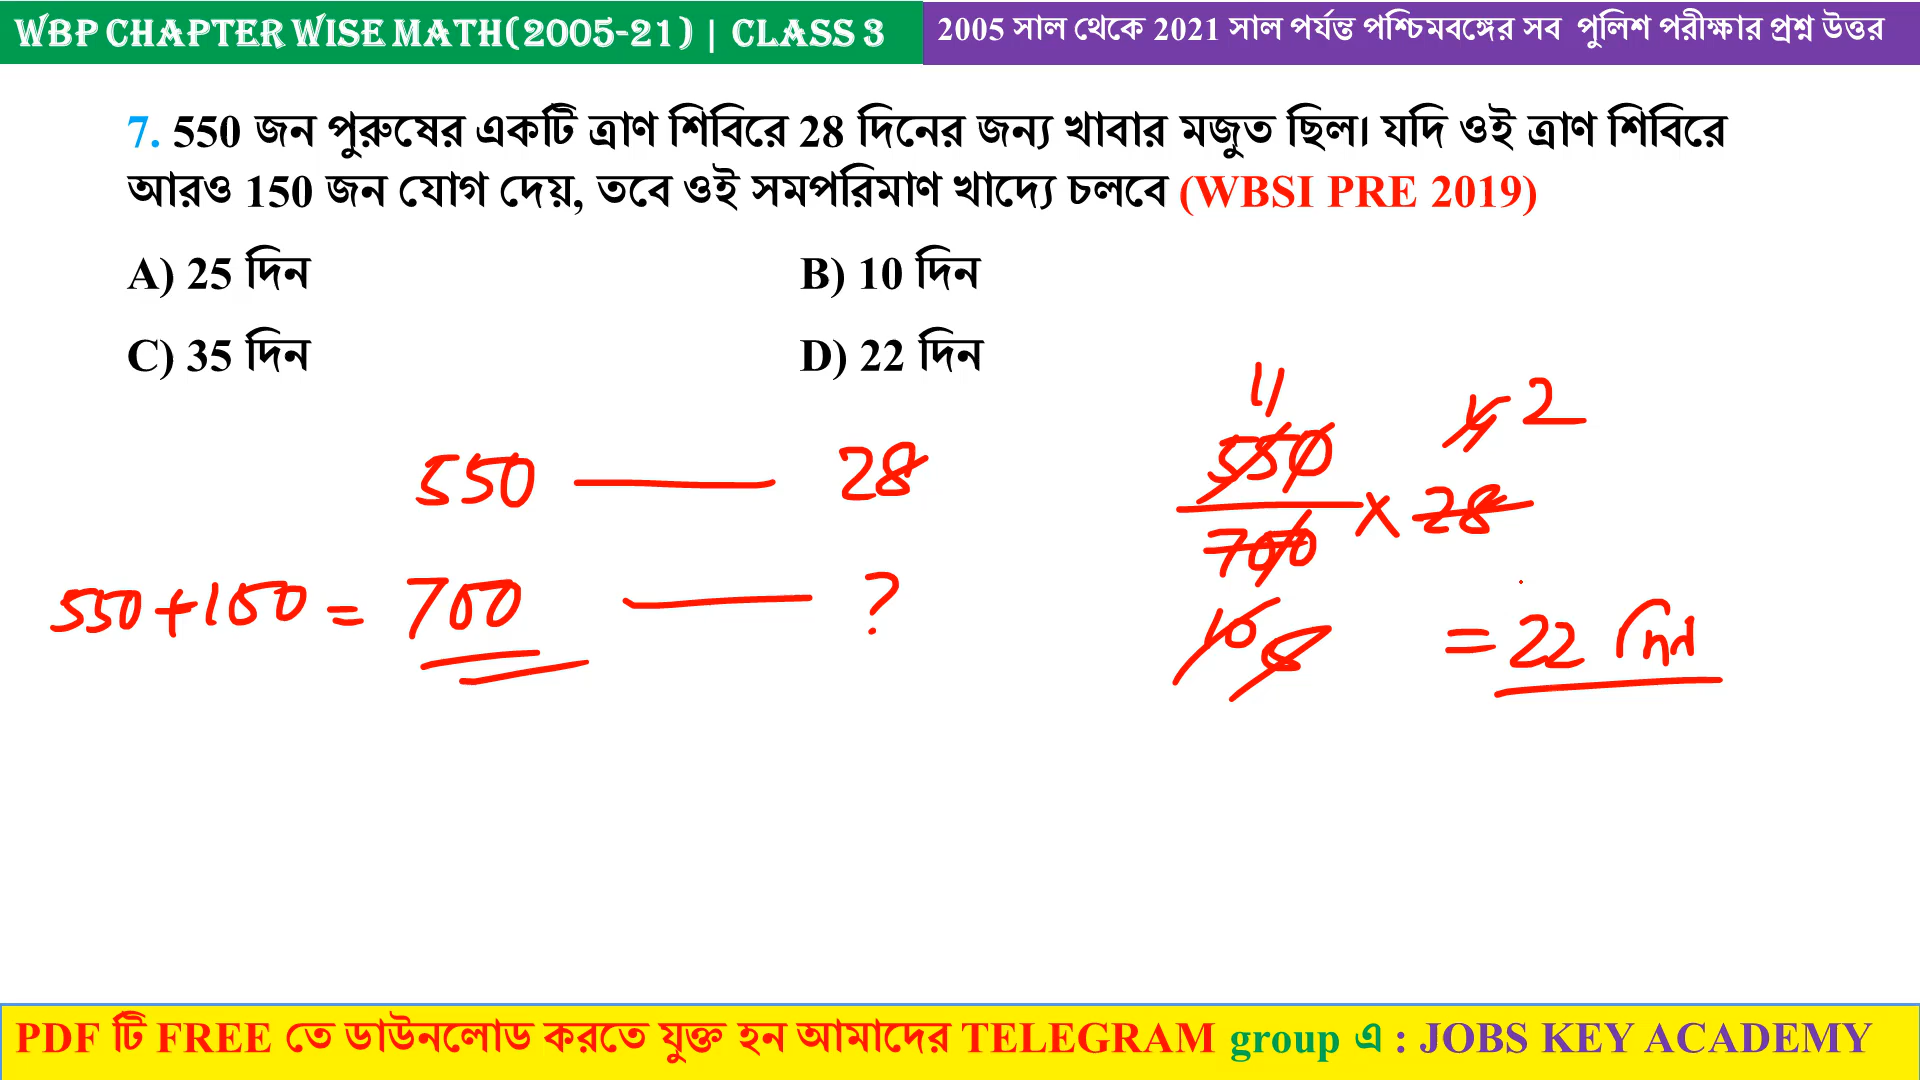 WBP CHAPTER WISE MATH(2005-21) | CLASS 3
2005 সাল থেকে 2021 সাল পর্যন্ত পশ্চিমবঙ্গের সব পুলিশ পরীক্ষার প্রশ্ন উত্তর
7. 550 জন পুরুষের একটি ত্রাণ শিবিরে 28 দিনের জন্য খাবার মজুত ছিল। যদি ওই ত্রাণ শিবিরে
আরও 150 জন যোগ দেয়, তবে ওই সমপরিমাণ খাদ্যে চলবে (WBSI PRE 2019)
A) 25 দিন B) 10 দিন
C) 35 দিন D) 22 দিন
11 2
550 — 28
550 × 28
700
550+150 = 700 — ?
10
= 22 দিন
PDF টি FREE তে ডাউনলোড করতে যুক্ত হন আমাদের TELEGRAM group এ : JOBS KEY ACADEMY